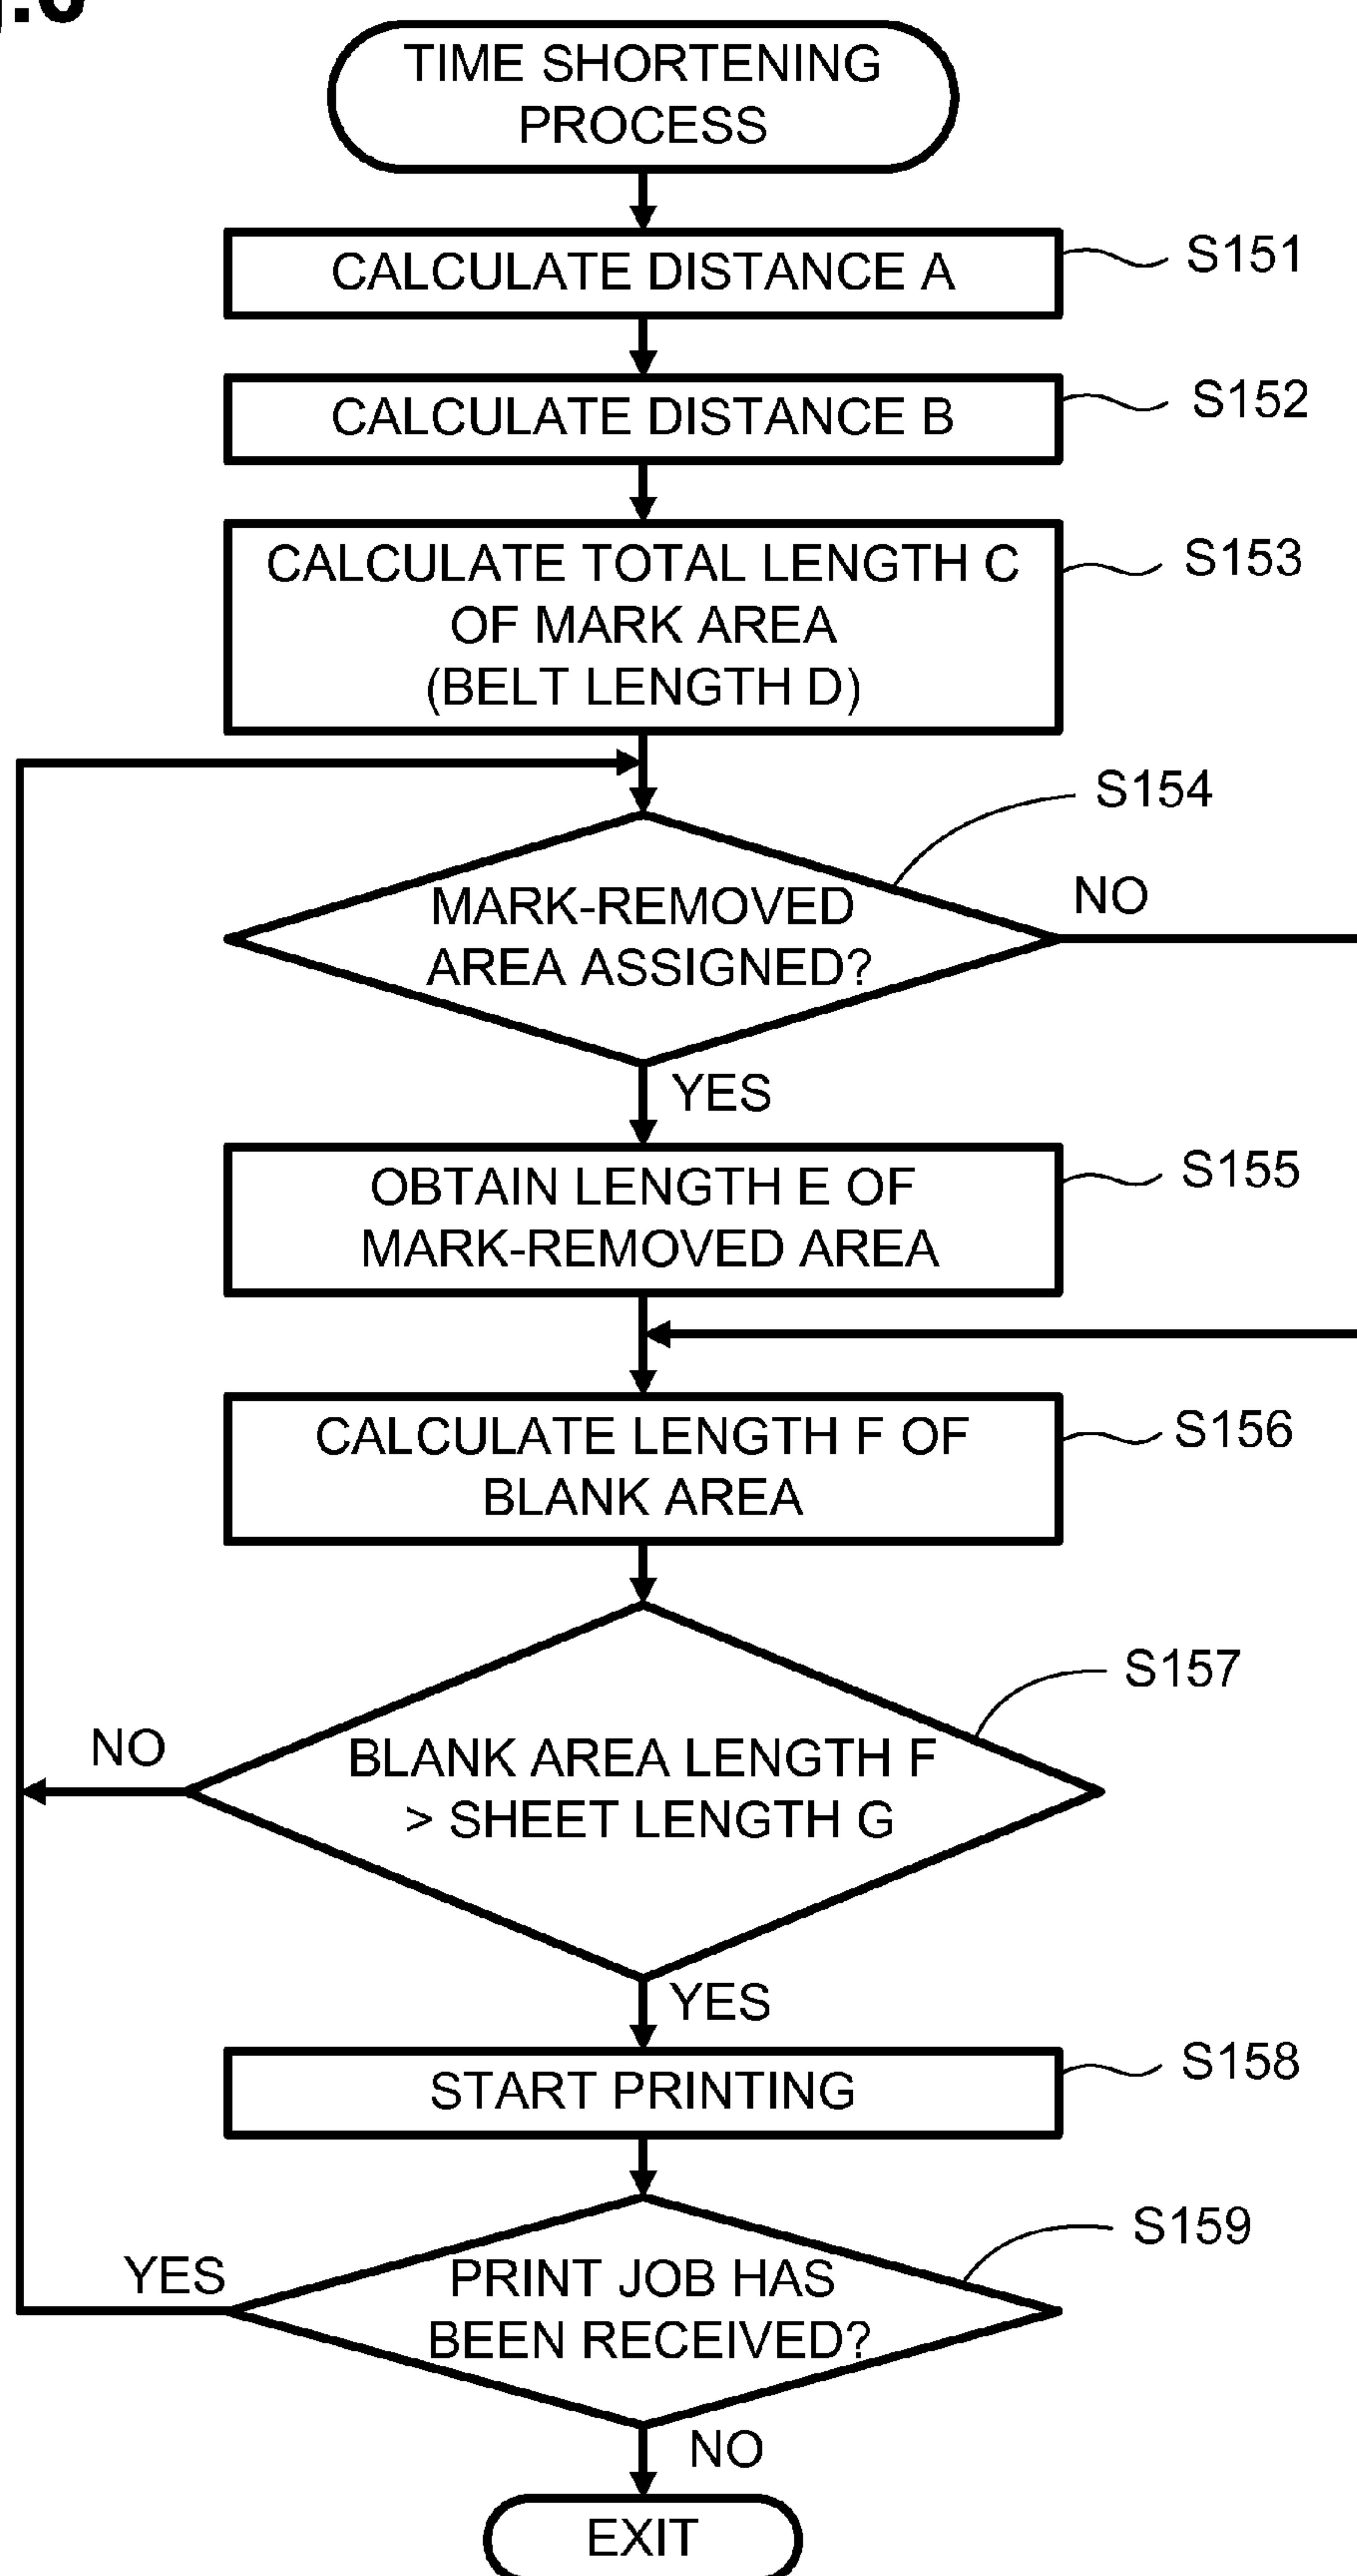 TIME SHORTENING
PROCESS
CALCULATE DISTANCE A
S151
CALCULATE DISTANCE B
S152
CALCULATE TOTAL LENGTH C
OF MARK AREA
(BELT LENGTH D)
S153
S154
MARK-REMOVED
AREA ASSIGNED?
NO
YES
OBTAIN LENGTH E OF
MARK-REMOVED AREA
S155
CALCULATE LENGTH F OF
BLANK AREA
S156
S157
NO
BLANK AREA LENGTH F
> SHEET LENGTH G
YES
START PRINTING
S158
S159
YES
PRINT JOB HAS
BEEN RECEIVED?
NO
EXIT